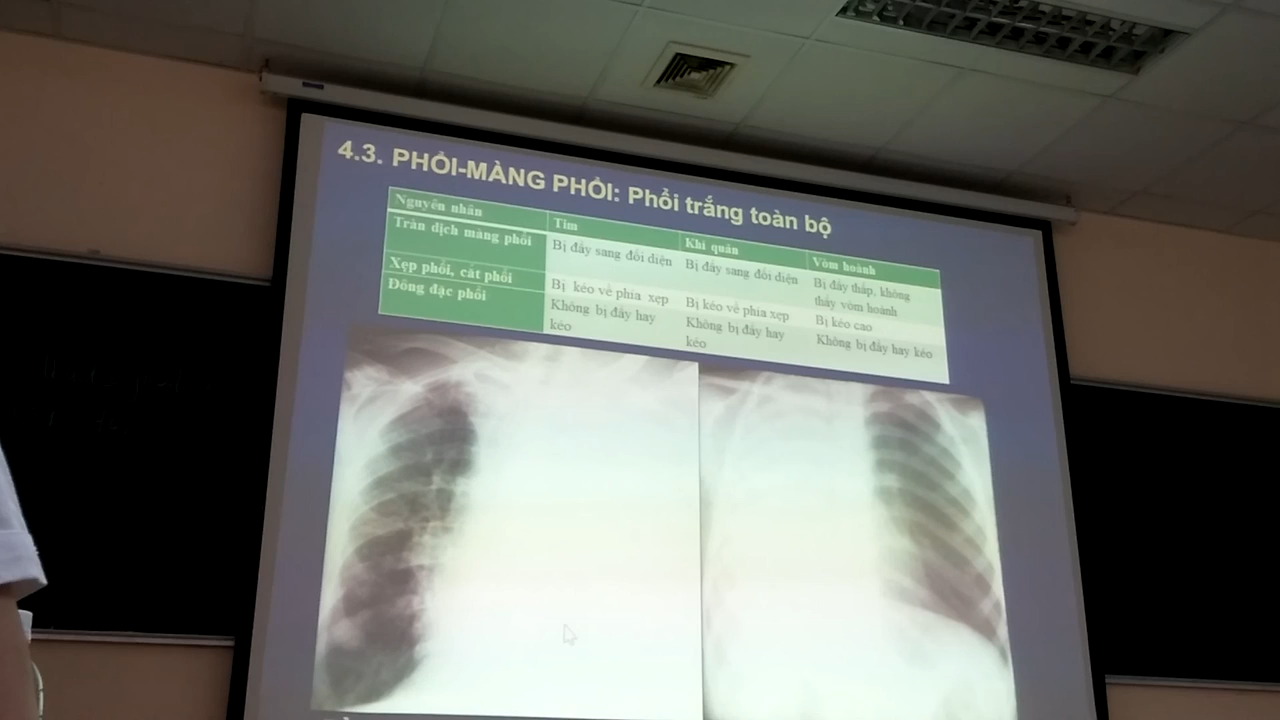 4.3. PHỔI-MÀNG PHỔI: Phổi trắng toàn bộ
Nguyên nhân Tim Khí quản Vòm hoành
Tràn dịch màng phổi Bị đẩy sang đối diện Bị đẩy sang đối diện Bị đẩy thấp, không
thấy vòm hoành
Xẹp phổi, cắt phổi Bị kéo về phía xẹp Bị kéo về phía xẹp Bị kéo cao
Đông đặc phổi Không bị đẩy hay Không bị đẩy hay Không bị đẩy hay kéo
kéo kéo